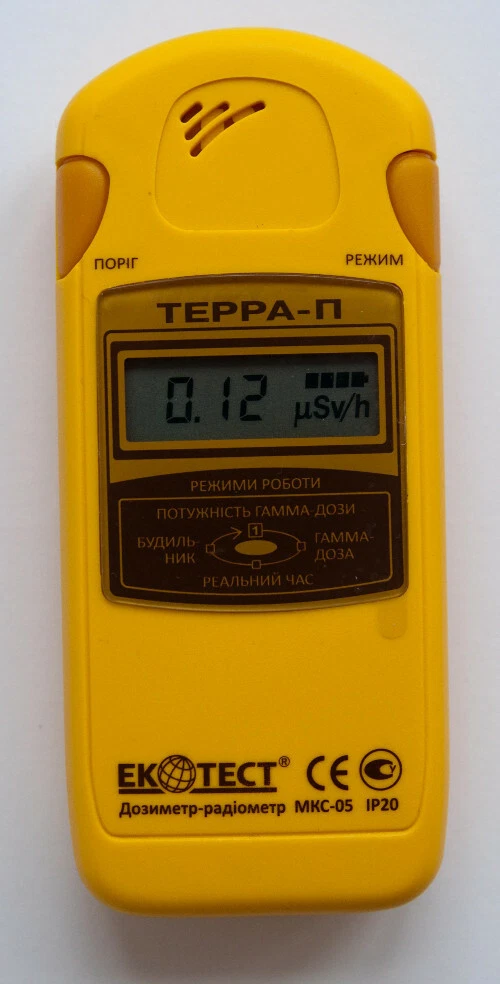 ПОРІГ РЕЖИМ
ТЕРРА-П
0.12 µSv/h
РЕЖИМИ РОБОТИ
ПОТУЖНІСТЬ ГАММА-ДОЗИ
1
БУДИЛЬ-
НИК
ГАММА-
ДОЗА
РЕАЛЬНИЙ ЧАС
ЕКОТЕСТ® CE
Дозиметр-радіометр МКС-05 IP20